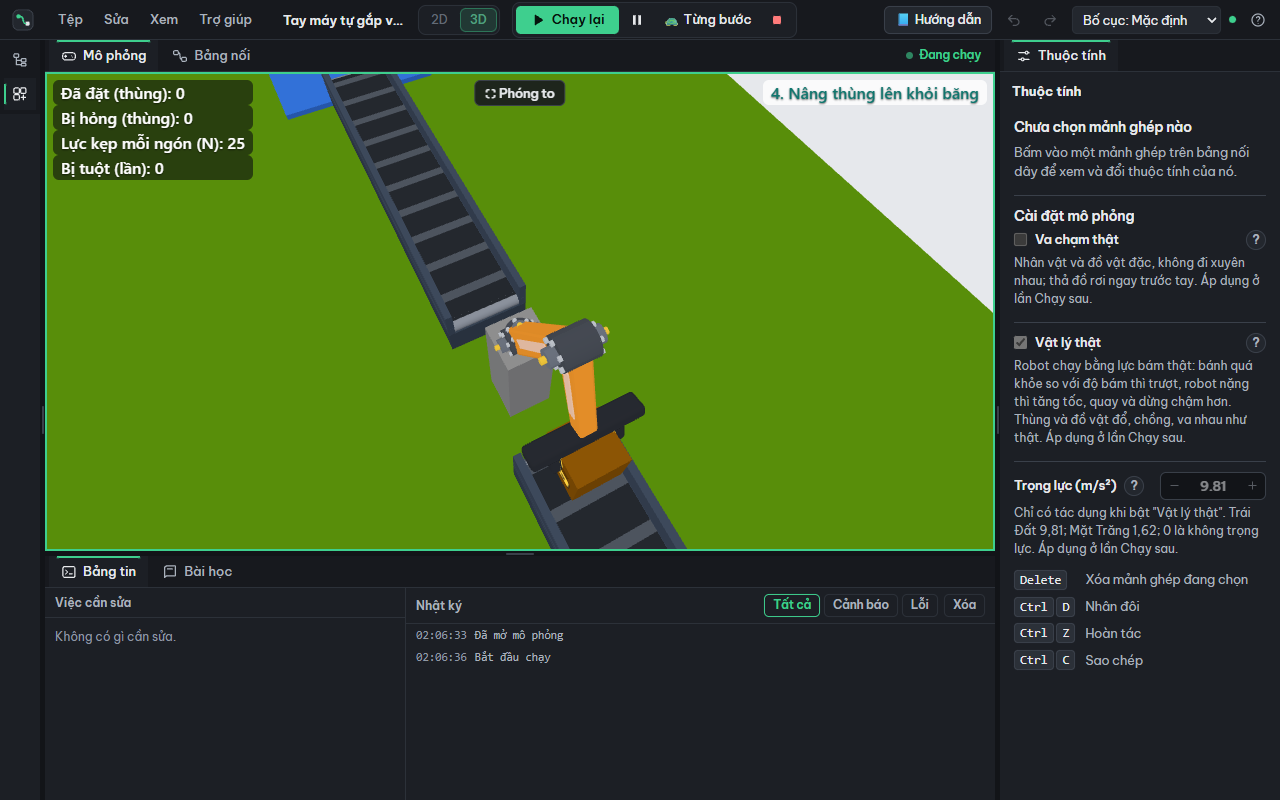 Tệp Sửa Xem Trợ giúp Tay máy tự gắp v... 2D 3D Chạy lại Từng bước Hướng dẫn Bố cục: Mặc định
Mô phỏng Bảng nối Đang chạy Thuộc tính
Đã đặt (thùng): 0
Bị hỏng (thùng): 0
Lực kẹp mỗi ngón (N): 25
Bị tuột (lần): 0
Phóng to
4. Nâng thùng lên khỏi băng
Thuộc tính
Chưa chọn mảnh ghép nào
Bấm vào một mảnh ghép trên bảng nối
dây để xem và đổi thuộc tính của nó.
Cài đặt mô phỏng
Va chạm thật ?
Nhân vật và đồ vật đặc, không đi xuyên
nhau; thả đồ rơi ngay trước tay. Áp dụng ở
lần Chạy sau.
Vật lý thật ?
Robot chạy bằng lực bám thật: bánh quá
khỏe so với độ bám thì trượt, robot nặng
thì tăng tốc, quay và dừng chậm hơn.
Thùng và đồ vật đổ, chồng, va nhau như
thật. Áp dụng ở lần Chạy sau.
Trọng lực (m/s²) ? − 9.81 +
Chỉ có tác dụng khi bật "Vật lý thật". Trái
Đất 9,81; Mặt Trăng 1,62; 0 là không trọng
lực. Áp dụng ở lần Chạy sau.
Delete Xóa mảnh ghép đang chọn
Ctrl D Nhân đôi
Ctrl Z Hoàn tác
Ctrl C Sao chép
Bảng tin Bài học
Việc cần sửa
Không có gì cần sửa.
Nhật ký Tất cả Cảnh báo Lỗi Xóa
02:06:33 Đã mở mô phỏng
02:06:36 Bắt đầu chạy